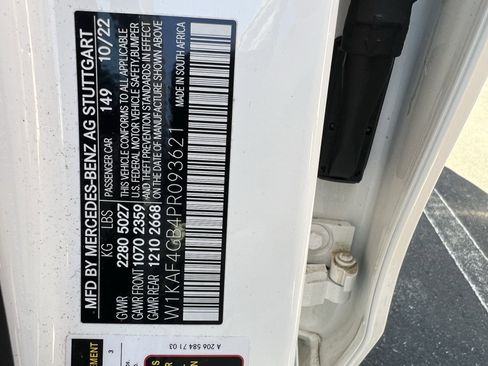 MFD BY MERCEDES-BENZ AG STUTTGART
PASSENGER CAR 149 10/22
KG LBS
GVWR 2280 5027
GAWR FRONT 1070 2359
GAWR REAR 1210 2668
THIS VEHICLE CONFORMS TO ALL APPLICABLE
U.S. FEDERAL MOTOR VEHICLE SAFETY, BUMPER
AND THEFT PREVENTION STANDARDS IN EFFECT
ON THE DATE OF MANUFACTURE SHOWN ABOVE
W1KAF4GB4PR093621
MADE IN SOUTH AFRICA
A 206 584 71 03
3